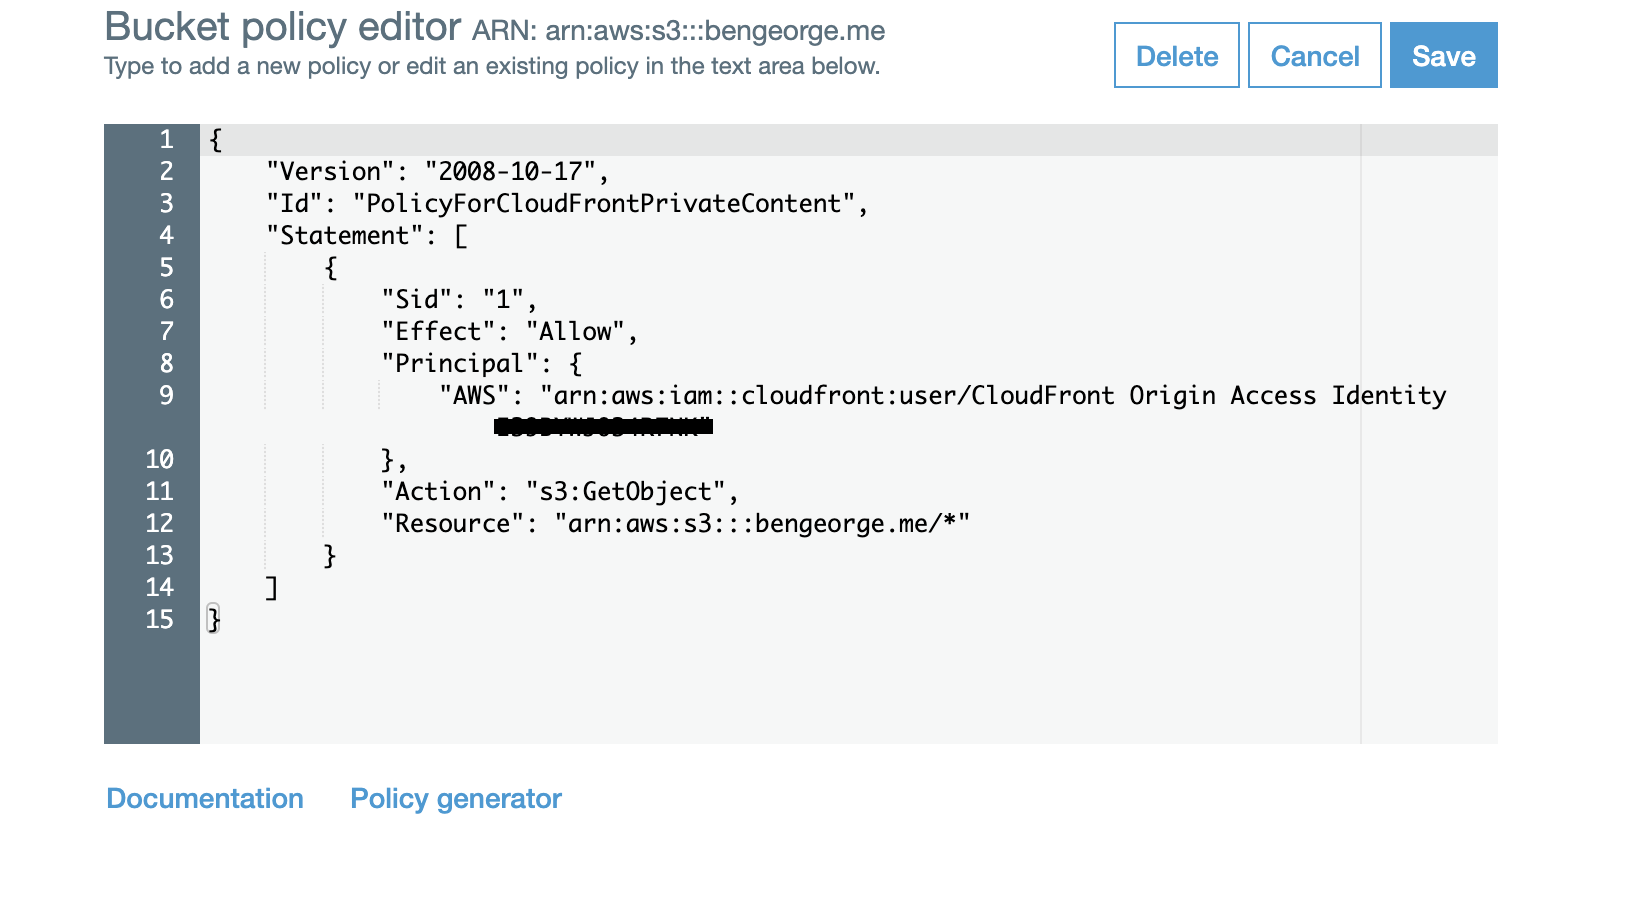 Bucket policy editor ARN: arn:aws:s3:::bengeorge.me
Type to add a new policy or edit an existing policy in the text area below.
Delete Cancel Save
1 {
2 "Version": "2008-10-17",
3 "Id": "PolicyForCloudFrontPrivateContent",
4 "Statement": [
5 {
6 "Sid": "1",
7 "Effect": "Allow",
8 "Principal": {
9 "AWS": "arn:aws:iam::cloudfront:user/CloudFront Origin Access Identity
10 },
11 "Action": "s3:GetObject",
12 "Resource": "arn:aws:s3:::bengeorge.me/*"
13 }
14 ]
15 }
Documentation Policy generator